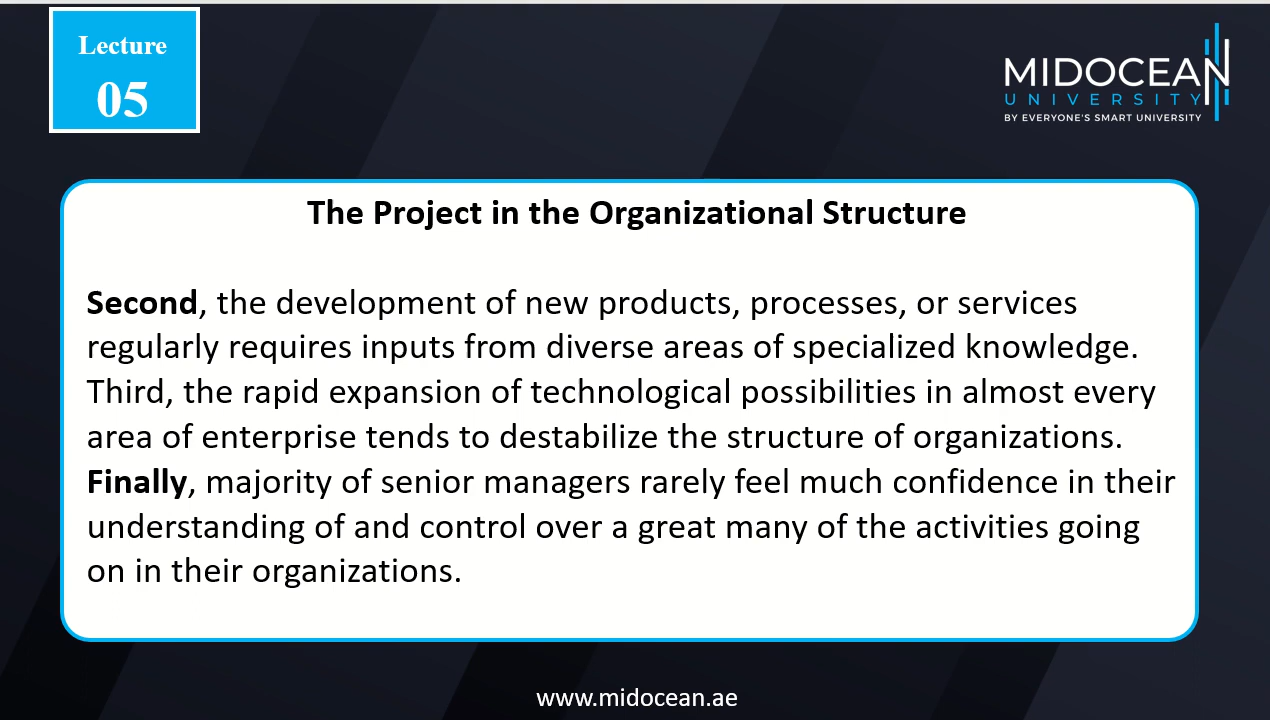 Lecture
05
MIDOCEAN
UNIVERSITY
BY EVERYONE'S SMART UNIVERSITY
The Project in the Organizational Structure
Second, the development of new products, processes, or services
regularly requires inputs from diverse areas of specialized knowledge.
Third, the rapid expansion of technological possibilities in almost every
area of enterprise tends to destabilize the structure of organizations.
Finally, majority of senior managers rarely feel much confidence in their
understanding of and control over a great many of the activities going
on in their organizations.
www.midocean.ae